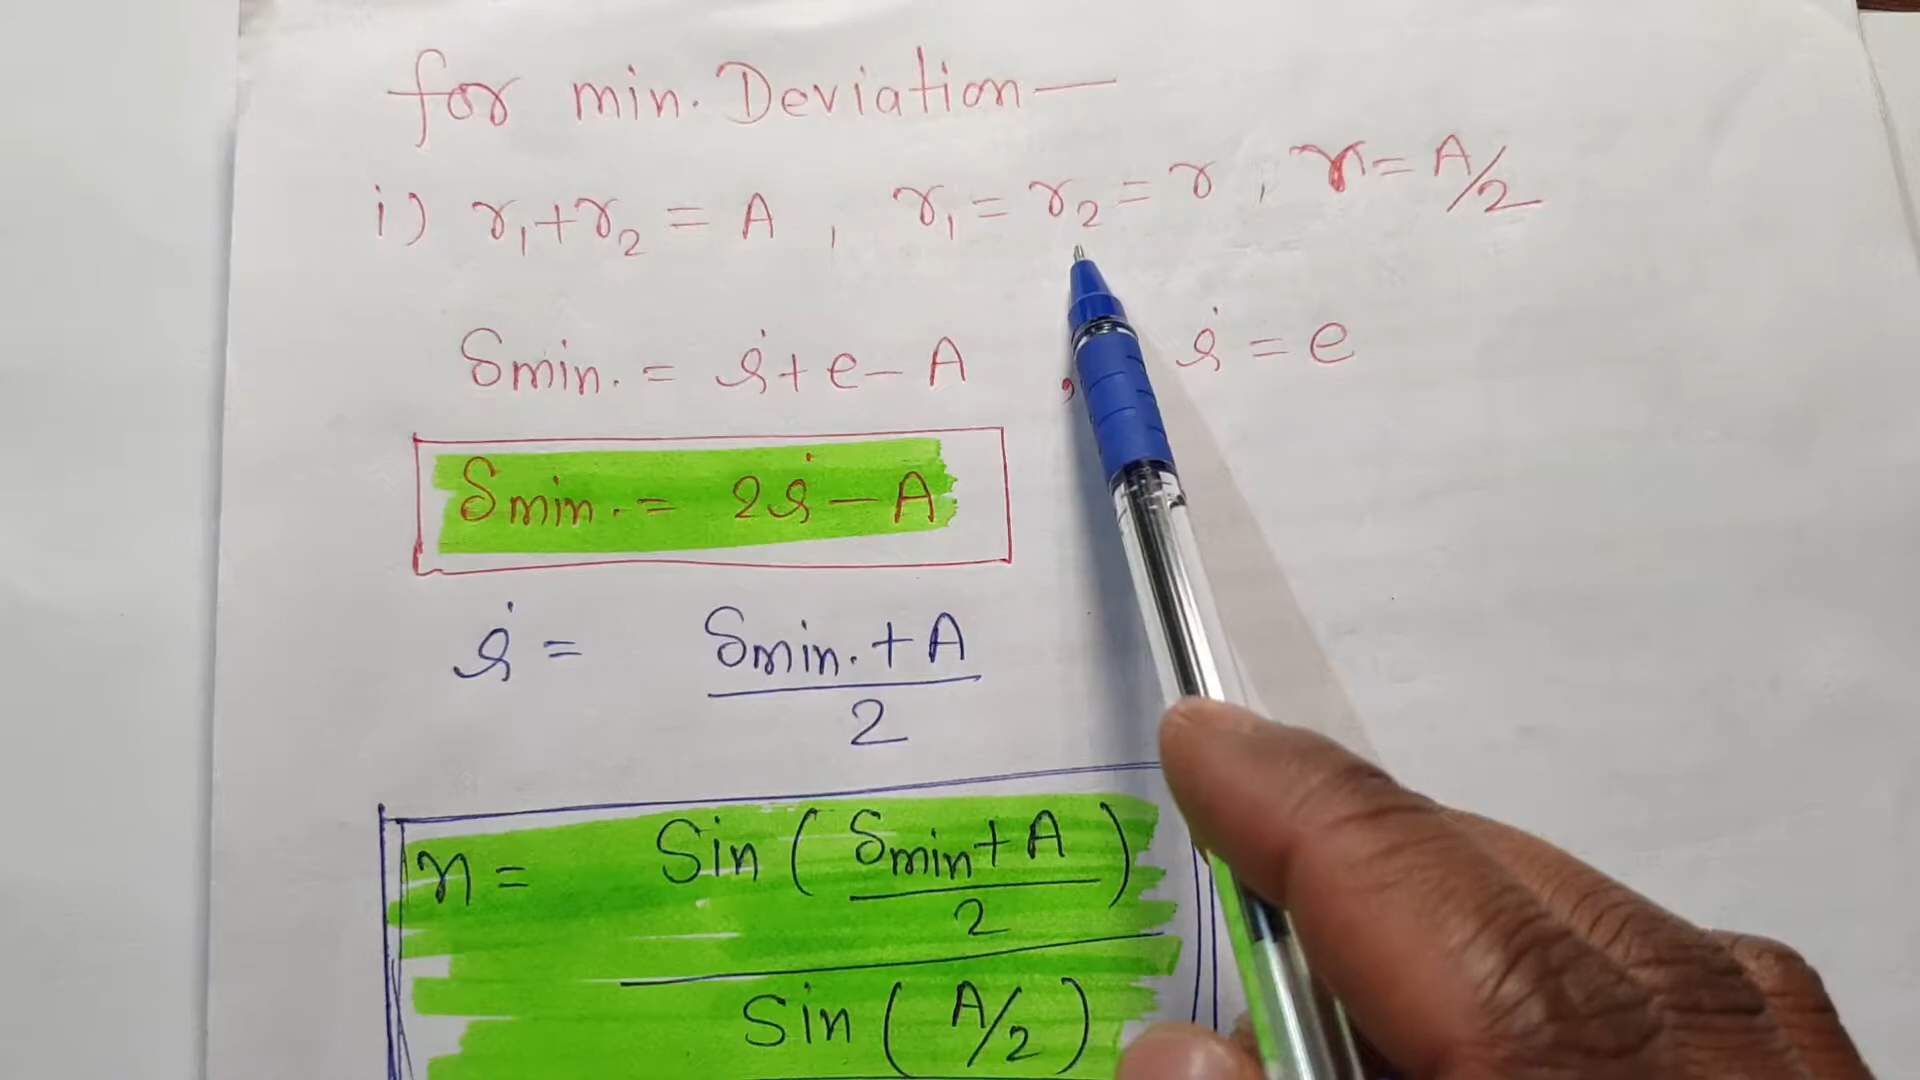 for min. Deviation —
i) r₁+r₂ = A , r₁ = r₂ = r , r = A/2
δmin. = i + e - A , i = e
δmin. = 2i - A
i = δmin. + A / 2
n = Sin ( δmin + A / 2 )
Sin ( A/2 )